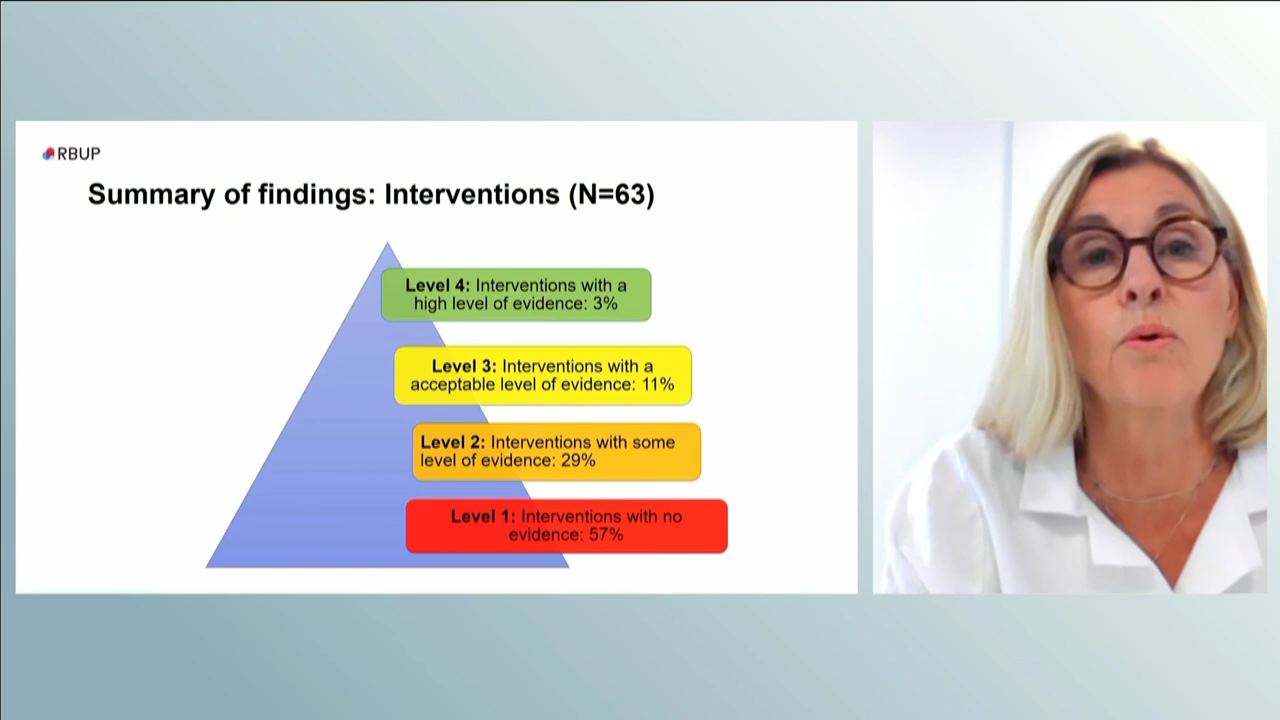 RBUP
Summary of findings: Interventions (N=63)
Level 4: Interventions with a
high level of evidence: 3%
Level 3: Interventions with a
acceptable level of evidence: 11%
Level 2: Interventions with some
level of evidence: 29%
Level 1: Interventions with no
evidence: 57%